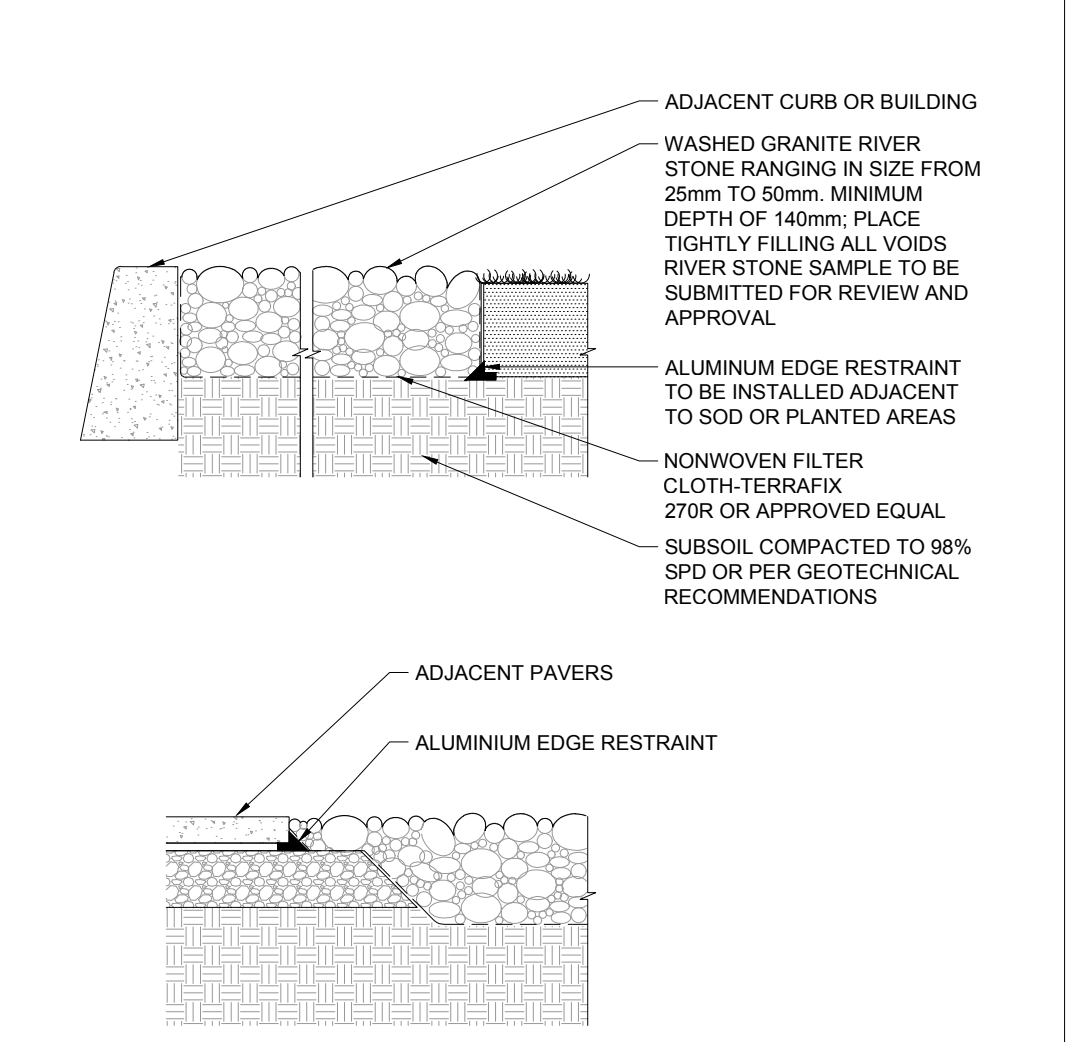 ADJACENT CURB OR BUILDING
WASHED GRANITE RIVER
STONE RANGING IN SIZE FROM
25mm TO 50mm. MINIMUM
DEPTH OF 140mm; PLACE
TIGHTLY FILLING ALL VOIDS
RIVER STONE SAMPLE TO BE
SUBMITTED FOR REVIEW AND
APPROVAL
ALUMINUM EDGE RESTRAINT
TO BE INSTALLED ADJACENT
TO SOD OR PLANTED AREAS
NONWOVEN FILTER
CLOTH-TERRAFIX
270R OR APPROVED EQUAL
SUBSOIL COMPACTED TO 98%
SPD OR PER GEOTECHNICAL
RECOMMENDATIONS
ADJACENT PAVERS
ALUMINIUM EDGE RESTRAINT